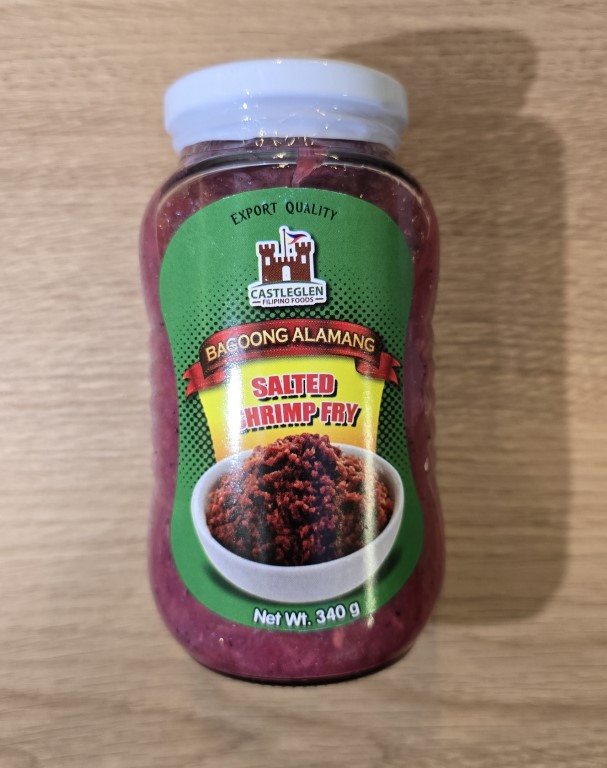 EXPORT QUALITY
CASTLEGLEN
FILIPINO FOODS
BAGOONG ALAMANG
SALTED
SHRIMP FRY
Net Wt. 340 g